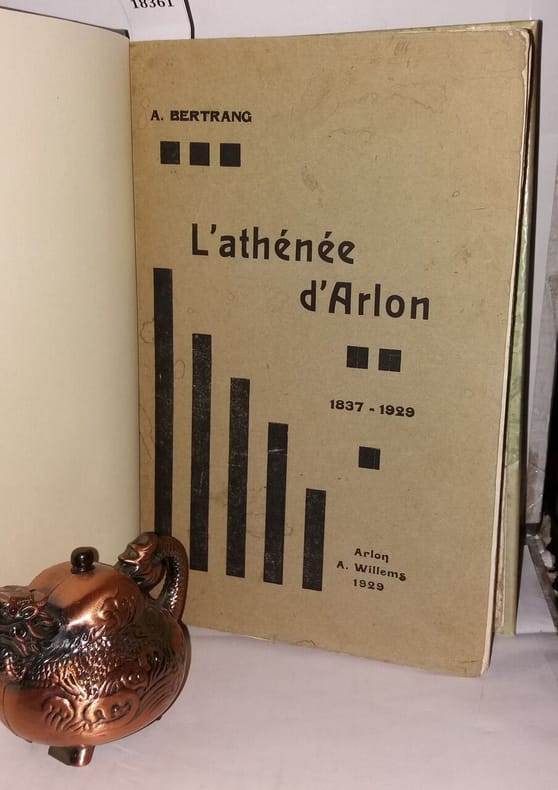 18361
A. BERTRANG
L'athénée
d'Arlon
1837 - 1929
Arlon
A. Willems
1929